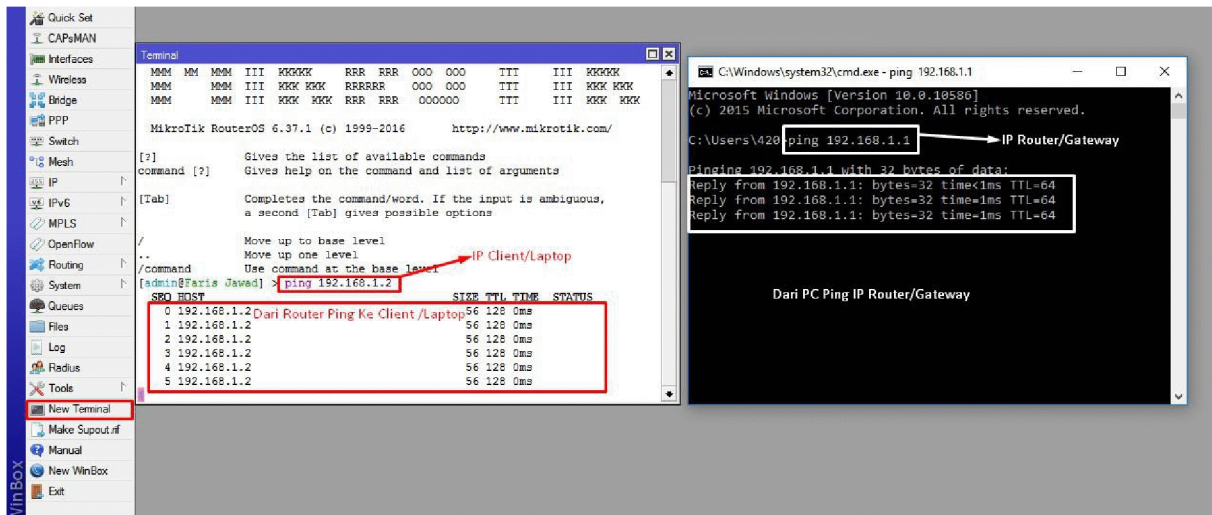 Quick Set
CAPsMAN
Interfaces
Wireless
Bridge
PPP
Switch
Mesh
IP
IPv6
MPLS
OpenFlow
Routing
System
Queues
Files
Log
Radius
Tools
New Terminal
Make Supout.rif
Manual
New WinBox
Exit
WinBox
Terminal
MMM MM MMM III KKKKK RRR RRR OOO OOO TTT III KKKKK
MMM MMM III KKK KKK RRRRRR OOO OOO TTT III KKK KKK
MMM MMM III KKK KKK RRR RRR OOOOOO TTT III KKK KKK
MikroTik RouterOS 6.37.1 (c) 1999-2016 http://www.mikrotik.com/
[?] Gives the list of available commands
command [?] Gives help on the command and list of arguments
[Tab] Completes the command/word. If the input is ambiguous,
a second [Tab] gives possible options
/ Move up to base level
.. Move up one level
/command Use command at the base level
IP Client/Laptop
[admin@Faris Jawad] > ping 192.168.1.2
SEQ HOST SIZE TTL TIME STATUS
0 192.168.1.2 56 128 0ms
Dari Router Ping Ke Client /Laptop
1 192.168.1.2 56 128 0ms
2 192.168.1.2 56 128 0ms
3 192.168.1.2 56 128 0ms
4 192.168.1.2 56 128 0ms
5 192.168.1.2 56 128 0ms
C:\Windows\system32\cmd.exe - ping 192.168.1.1
Microsoft Windows [Version 10.0.10586]
(c) 2015 Microsoft Corporation. All rights reserved.
C:\Users\420 ping 192.168.1.1
IP Router/Gateway
Pinging 192.168.1.1 with 32 bytes of data:
Reply from 192.168.1.1: bytes=32 time<1ms TTL=64
Reply from 192.168.1.1: bytes=32 time=1ms TTL=64
Reply from 192.168.1.1: bytes=32 time=1ms TTL=64
Dari PC Ping IP Router/Gateway